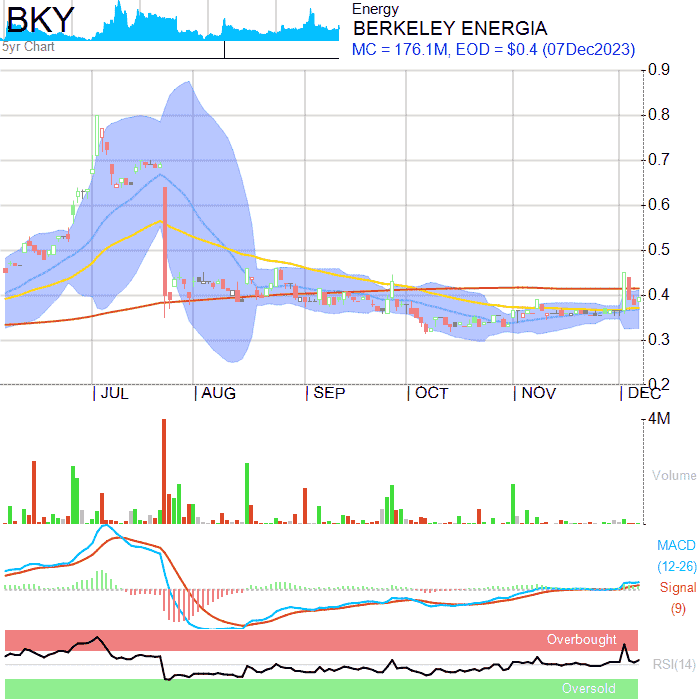 BKY
Energy
BERKELEY ENERGIA
5yr Chart
MC = 176.1M, EOD = $0.4 (07Dec2023)
0.9
0.8
0.7
0.6
0.5
0.4
0.3
0.2
JUL AUG SEP OCT NOV DEC
4M
Volume
MACD
(12-26)
Signal
(9)
Overbought
RSI(14)
Oversold